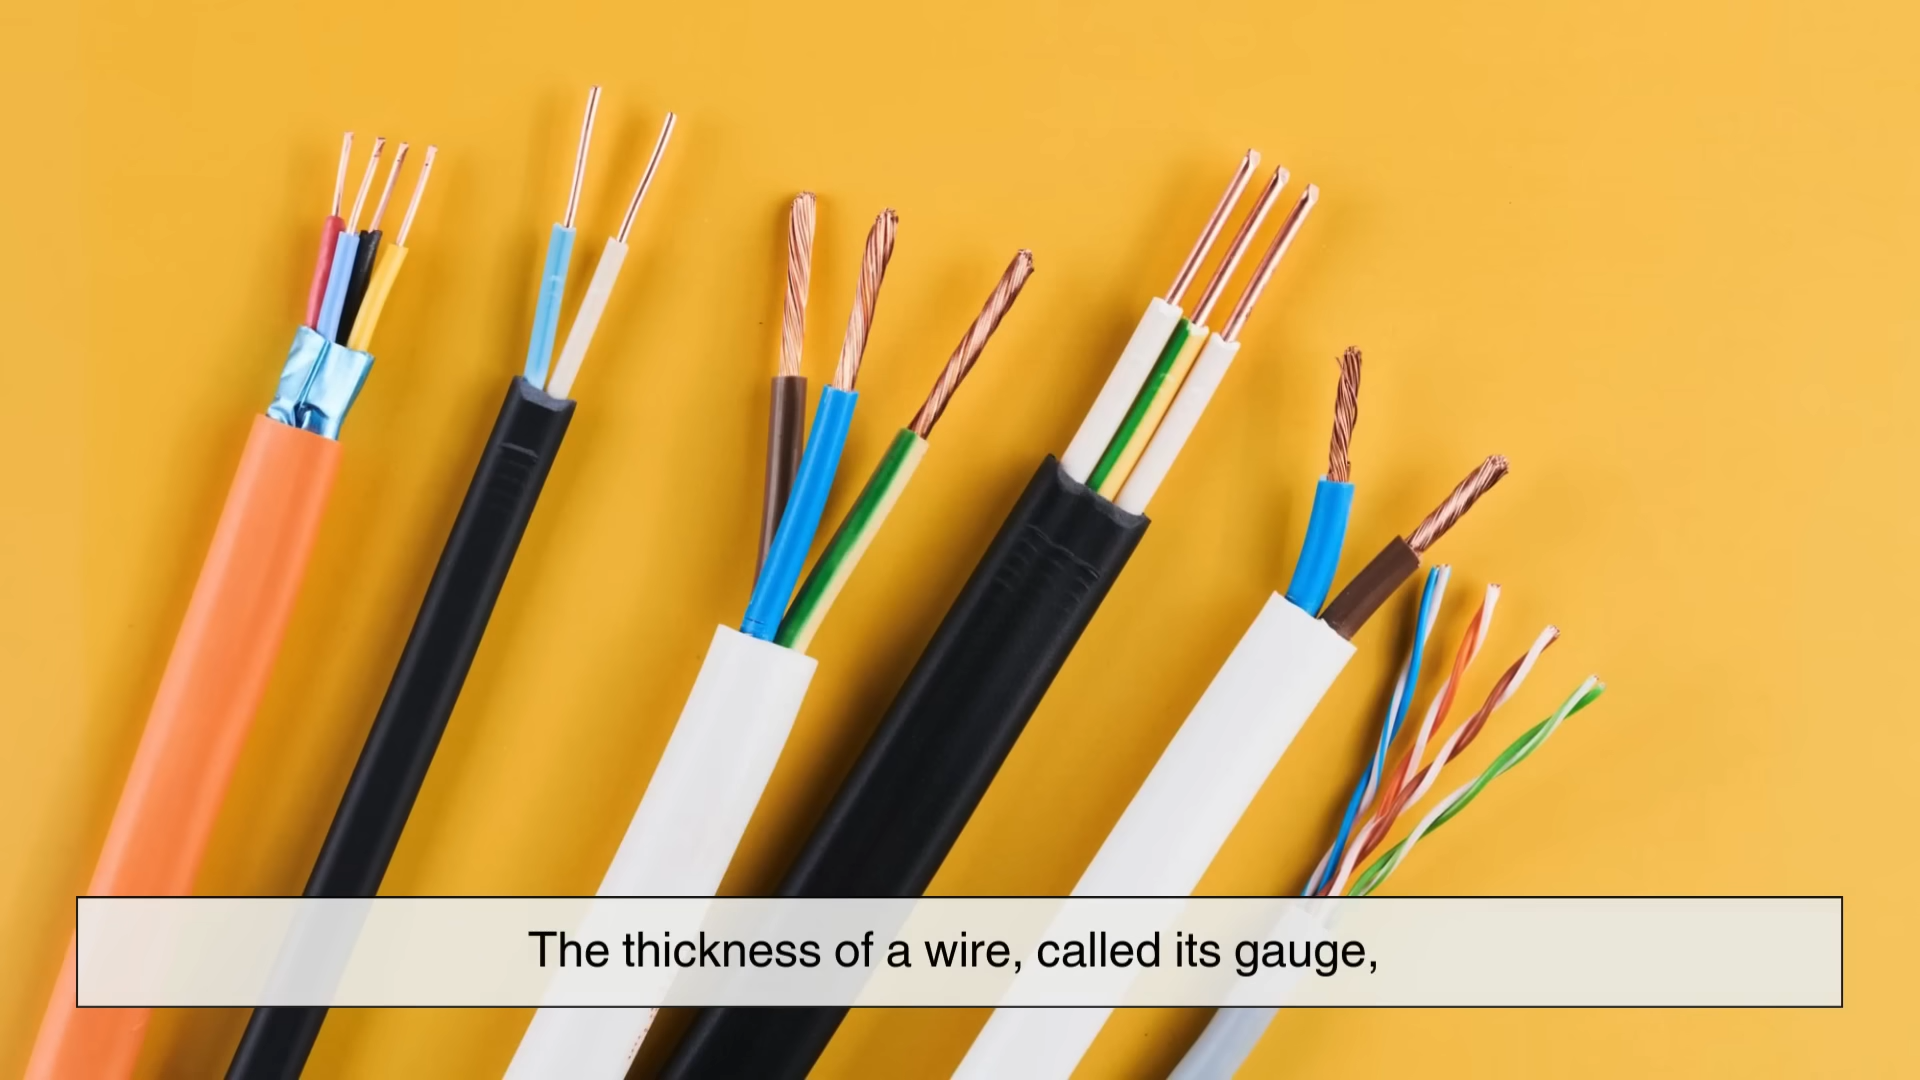 The thickness of a wire, called its gauge,